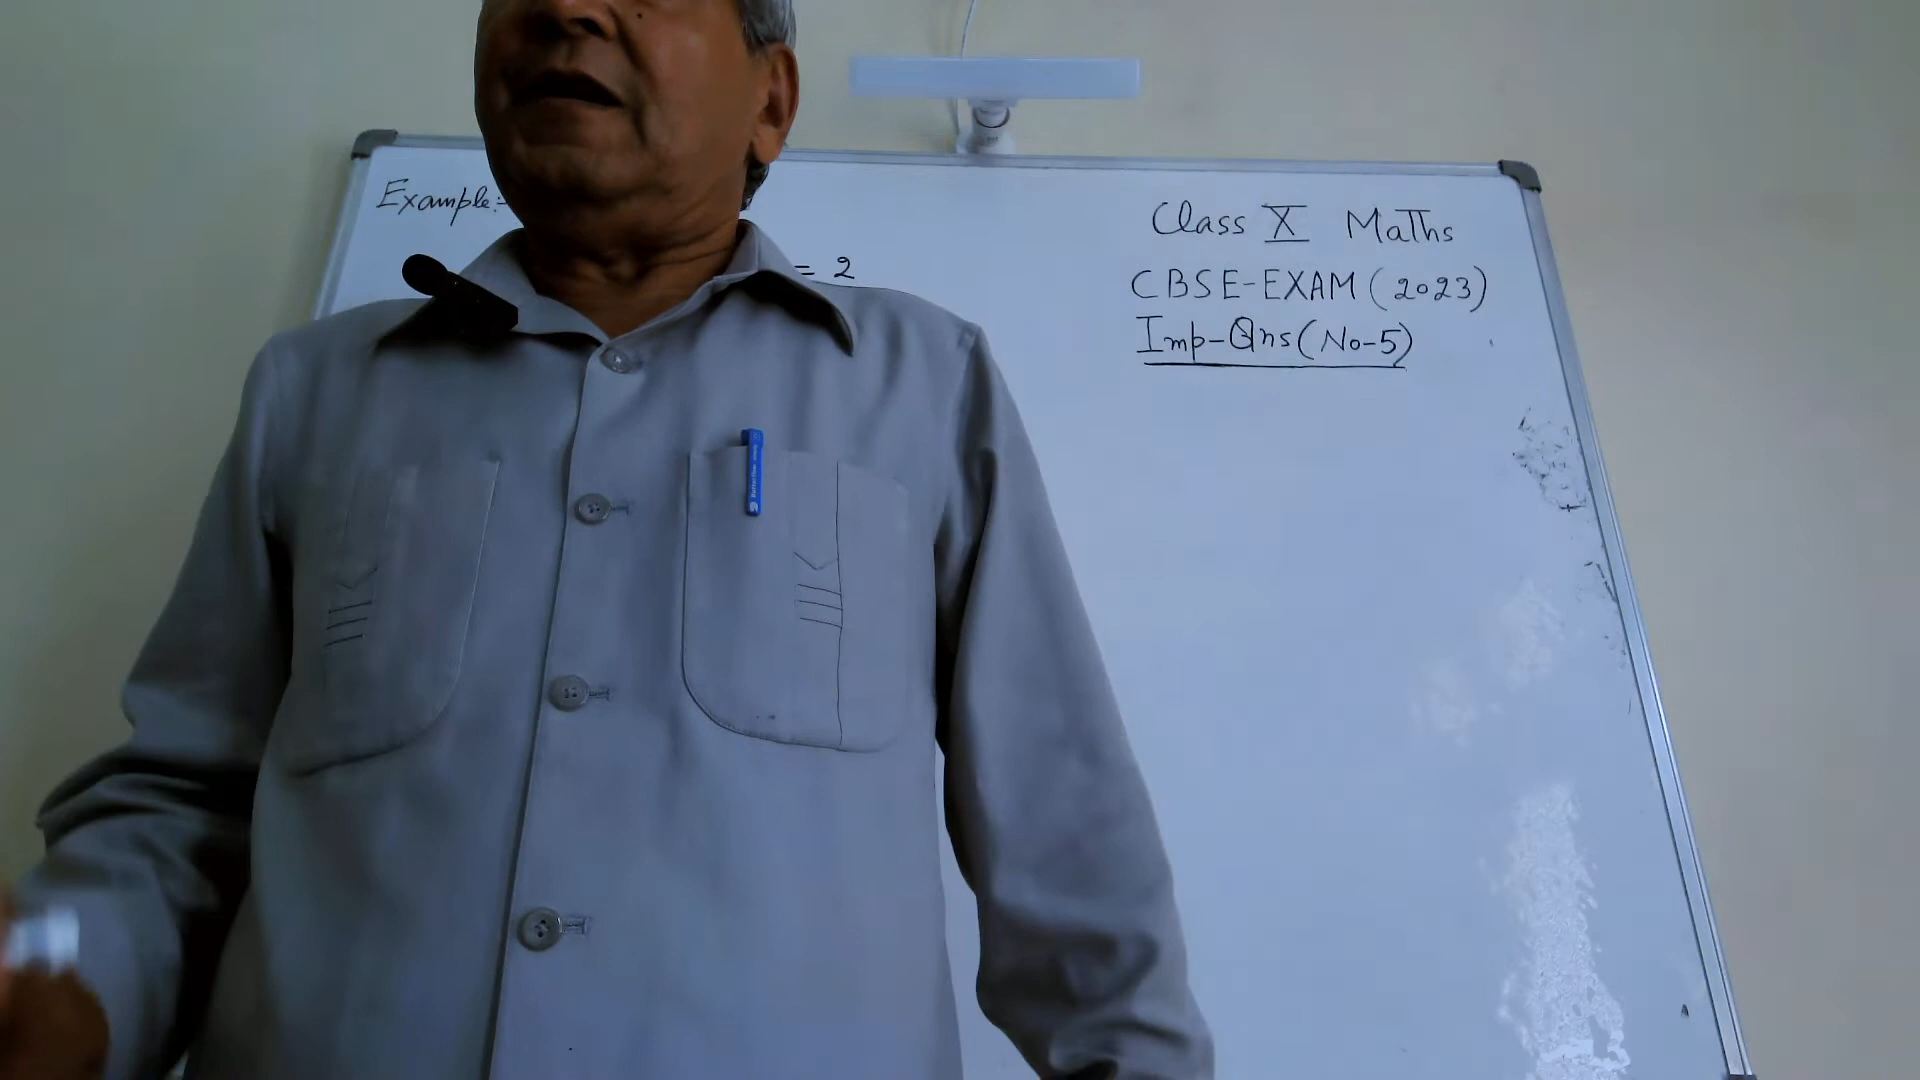 Example:-
= 2
Class X Maths
CBSE-EXAM (2023)
Imp-Qns (No-5)